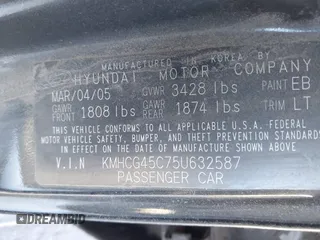 MANUFACTURED IN KOREA BY
HYUNDAI MOTOR COMPANY
MAR/04/05 GVWR 3428 lbs PAINT EB
GAWR FRONT 1808 lbs GAWR REAR 1874 lbs TRIM LT
THIS VEHICLE CONFORMS TO ALL APPLICABLE U.S.A. FEDERAL
MOTOR VEHICLE SAFETY, BUMPER, AND THEFT PREVENTION
STANDARDS IN EFFECT ON THE DATE OF MANUFACTURE SHOWN ABOVE.
V.I.N KMHCG45C75U632587
PASSENGER CAR